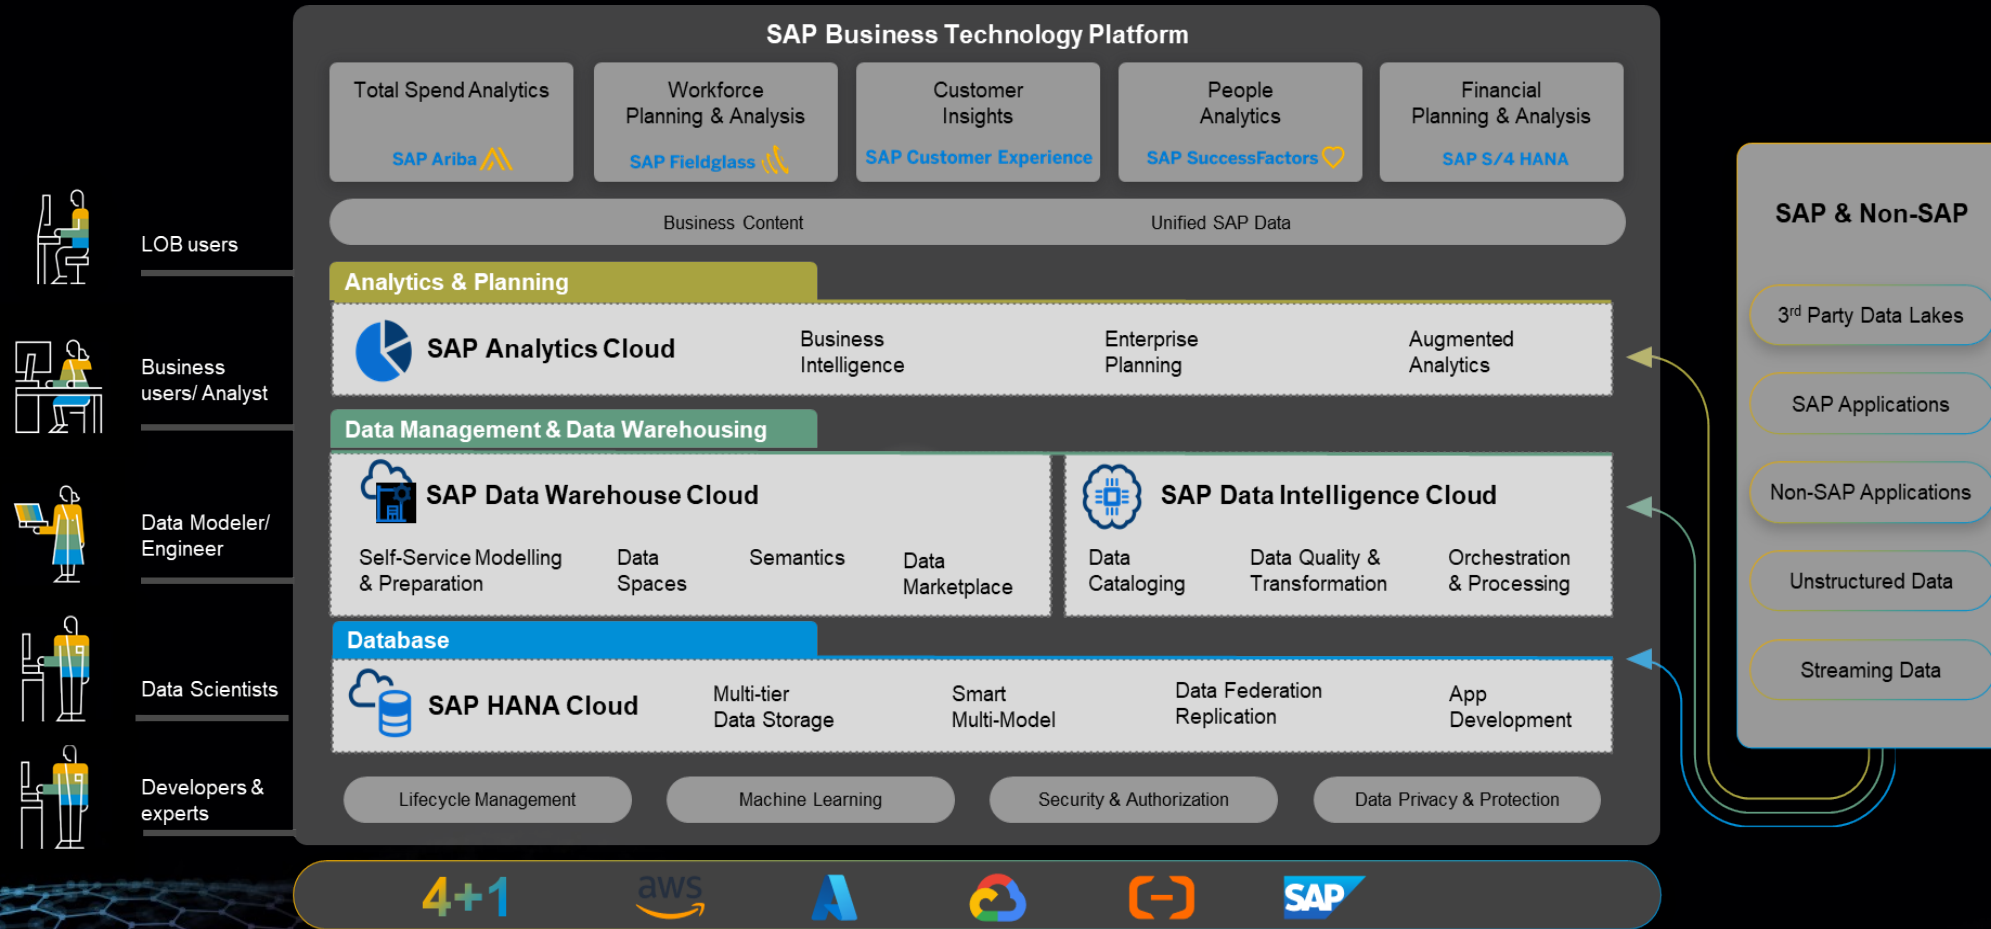 SAP Business Technology Platform
Total Spend Analytics
SAP Ariba
Workforce
Planning & Analysis
SAP Fieldglass
Customer
Insights
SAP Customer Experience
People
Analytics
SAP SuccessFactors
Financial
Planning & Analysis
SAP S/4 HANA
Business Content
Unified SAP Data
LOB users
Business
users/ Analyst
Data Modeler/
Engineer
Data Scientists
Developers &
experts
Analytics & Planning
SAP Analytics Cloud
Business
Intelligence
Enterprise
Planning
Augmented
Analytics
Data Management & Data Warehousing
SAP Data Warehouse Cloud
Self-Service Modelling
& Preparation
Data
Spaces
Semantics
Data
Marketplace
SAP Data Intelligence Cloud
Data
Cataloging
Data Quality &
Transformation
Orchestration
& Processing
Database
SAP HANA Cloud
Multi-tier
Data Storage
Smart
Multi-Model
Data Federation
Replication
App
Development
Lifecycle Management
Machine Learning
Security & Authorization
Data Privacy & Protection
4+1
aws
SAP
SAP & Non-SAP
3rd Party Data Lakes
SAP Applications
Non-SAP Applications
Unstructured Data
Streaming Data